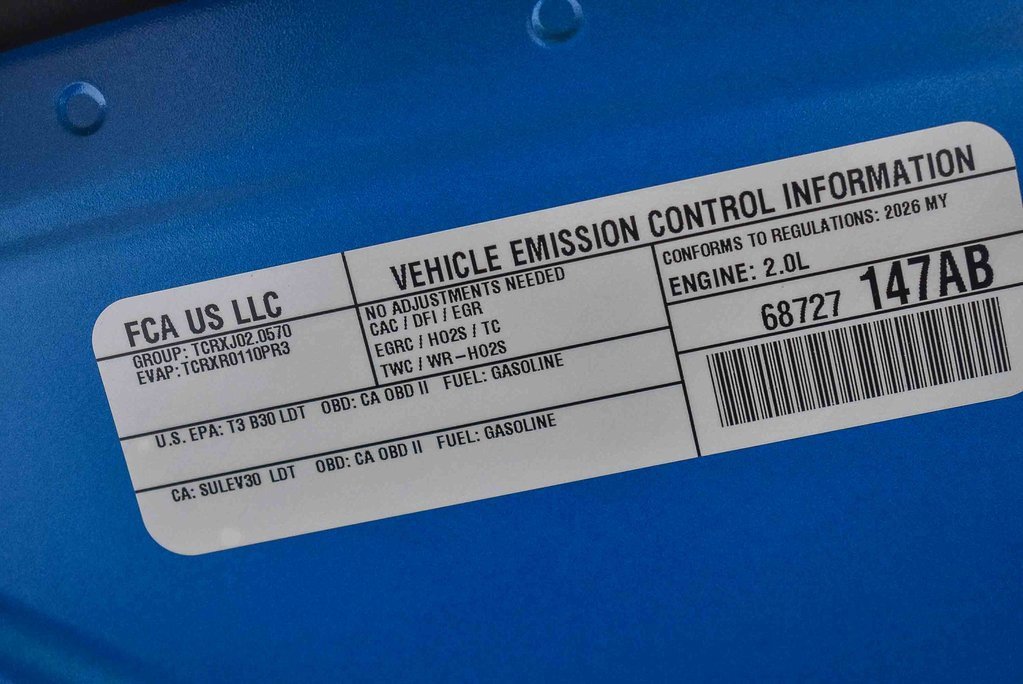 VEHICLE EMISSION CONTROL INFORMATION
FCA US LLC
GROUP: TCRXJ02.0570
EVAP:TCRXR0110PR3
NO ADJUSTMENTS NEEDED
CAC / DFI / EGR
EGRC / HO2S / TC
TWC / WR-HO2S
CONFORMS TO REGULATIONS: 2026 MY
ENGINE: 2.0L
68727 147AB
U.S. EPA: T3 B30 LDT OBD: CA OBD II FUEL: GASOLINE
CA: SULEV30 LDT OBD: CA OBD II FUEL: GASOLINE